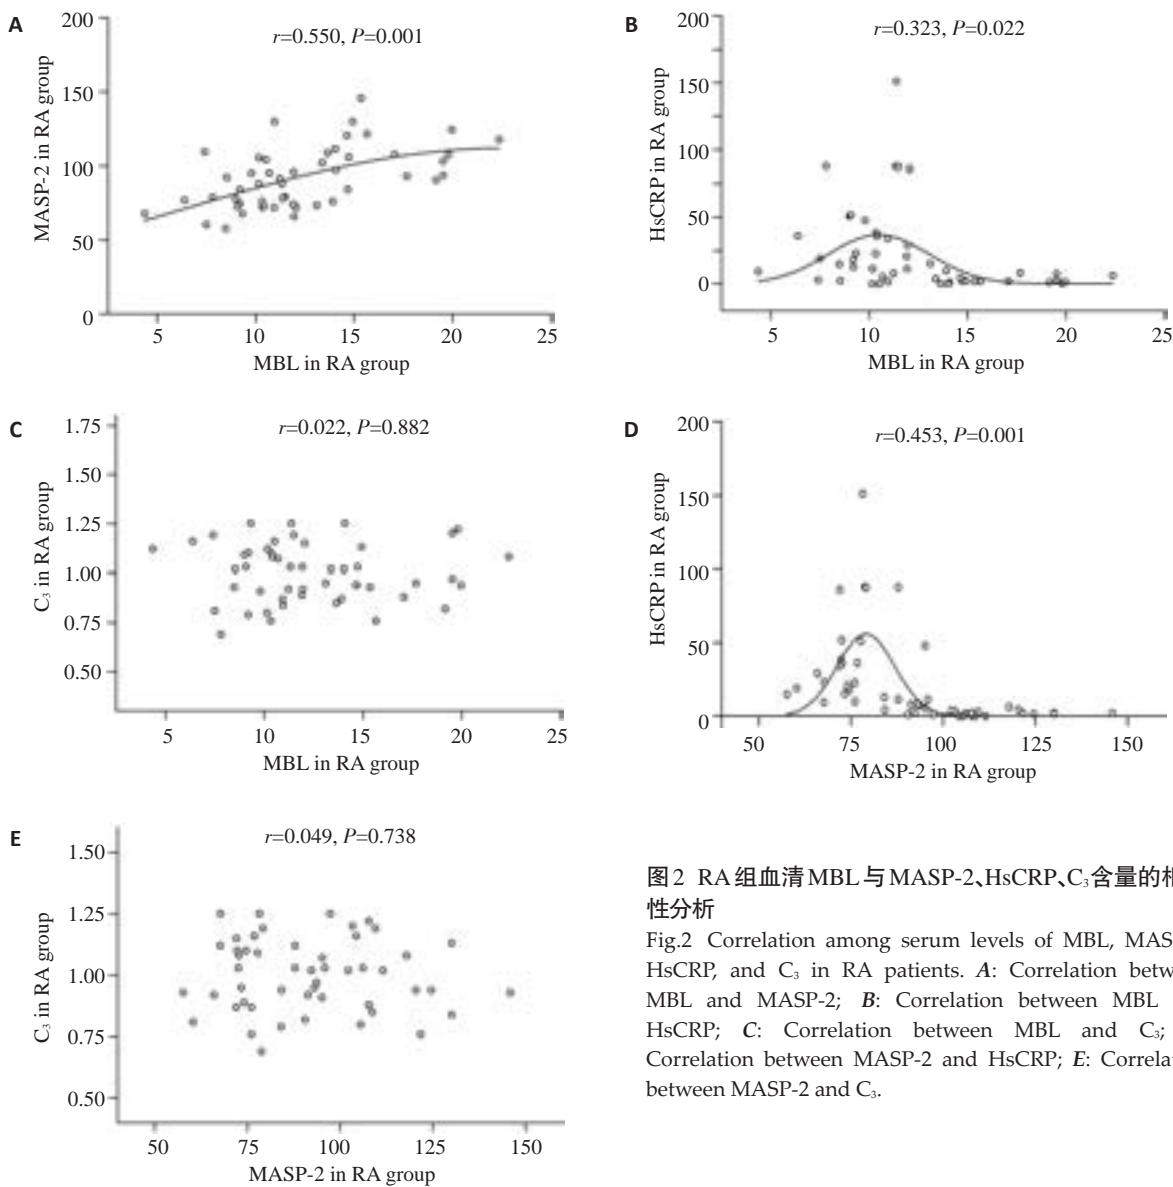 A
r=0.550, P=0.001
200
150
100
50
0
MASP-2 in RA group
5 10 15 20 25
MBL in RA group
B
r=0.323, P=0.022
200
150
100
50
0
HsCRP in RA group
5 10 15 20 25
MBL in RA group
C
r=0.022, P=0.882
1.75
1.50
1.25
1.00
0.75
0.50
C₃ in RA group
5 10 15 20 25
MBL in RA group
D
r=0.453, P=0.001
200
150
100
50
0
HsCRP in RA group
50 75 100 125 150
MASP-2 in RA group
E
r=0.049, P=0.738
1.50
1.25
1.00
0.75
0.50
C₃ in RA group
50 75 100 125 150
MASP-2 in RA group
图2 RA组血清MBL与MASP-2、HsCRP、C₃含量的
性分析
Fig.2 Correlation among serum levels of MBL,
HsCRP, and C₃ in RA patients. A: Correlation
MBL and MASP-2; B: Correlation between MBL
HsCRP; C: Correlation between MBL and C₃;
Correlation between MASP-2 and HsCRP; E:
between MASP-2 and C₃.